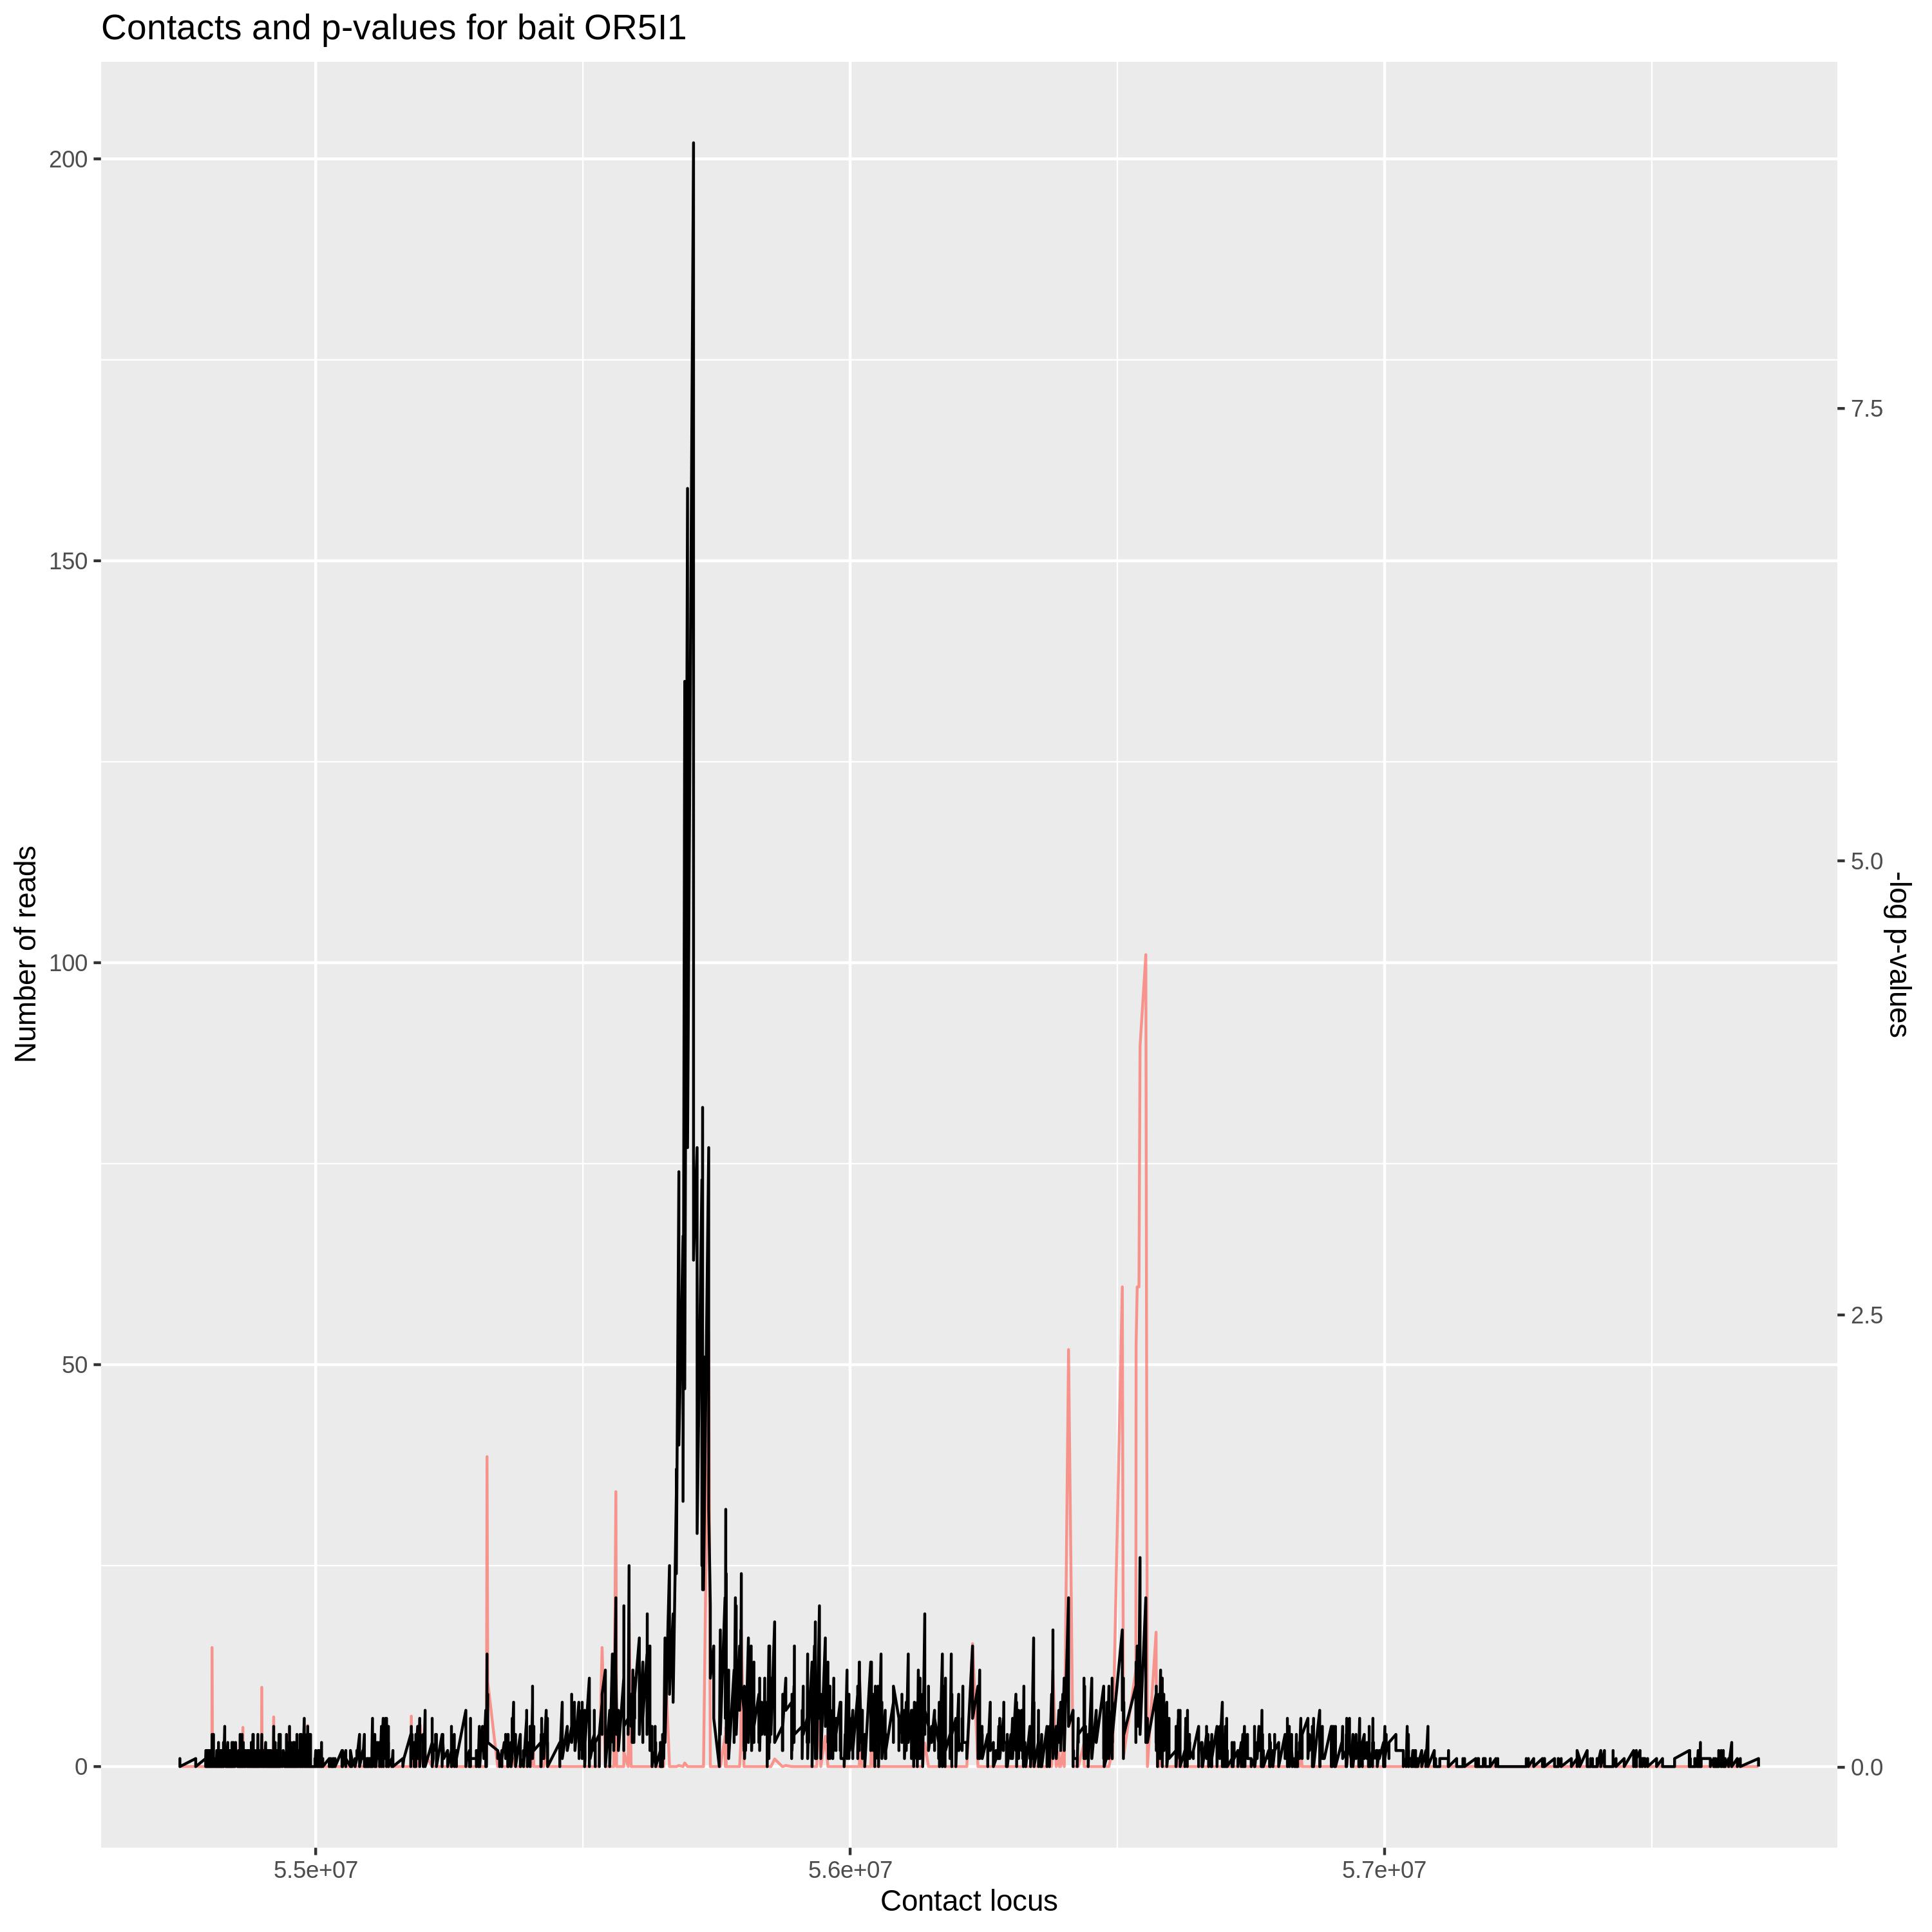 Contacts and p-values for bait OR5I1
200
150
100
50
0
Number of reads
7.5
5.0
2.5
0.0
-log p-values
5.5e+07
5.6e+07
5.7e+07
Contact locus